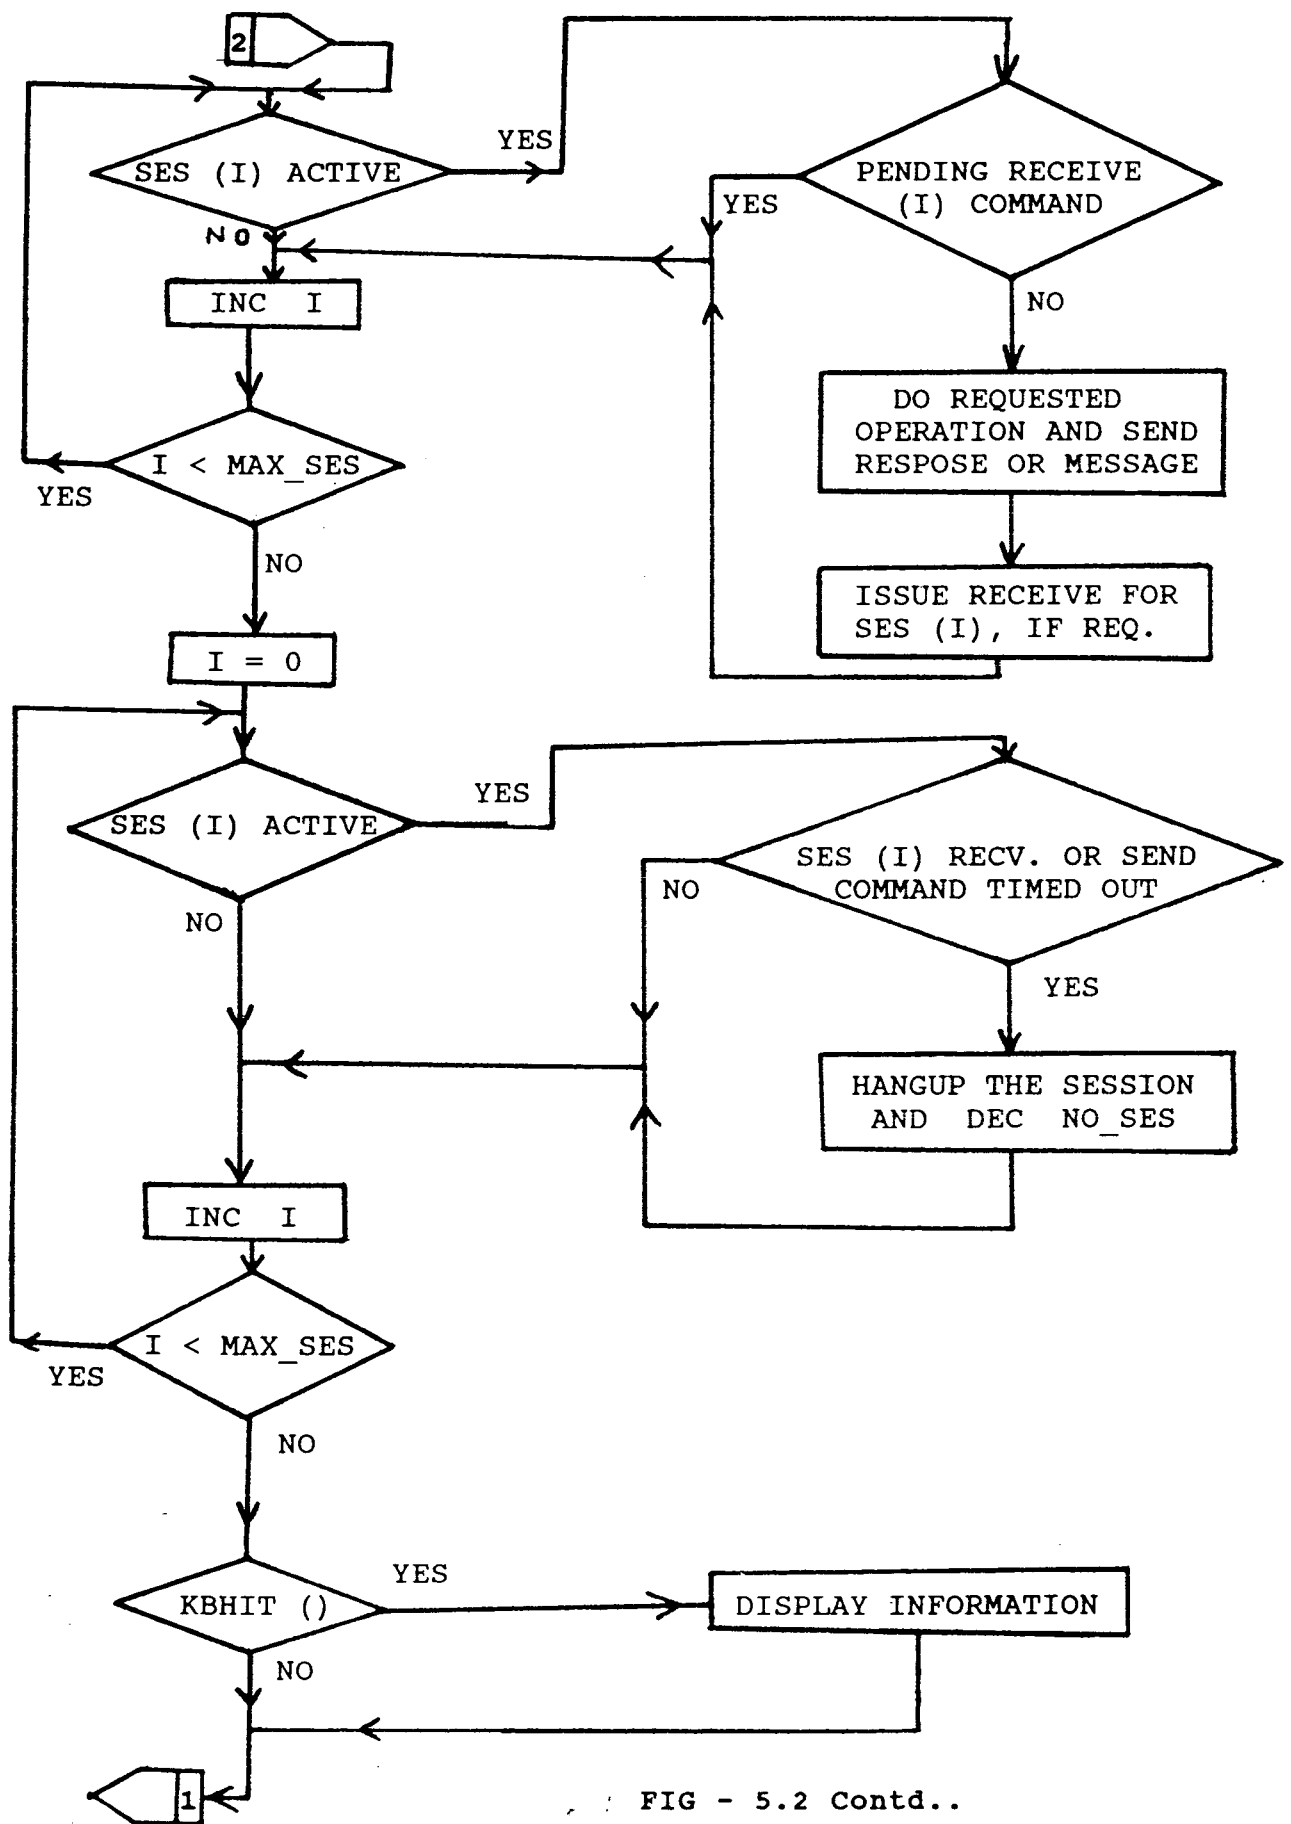 2
YES
SES (I) ACTIVE
PENDING RECEIVE
(I) COMMAND
YES
NO
INC I
NO
DO REQUESTED
OPERATION AND SEND
RESPOSE OR MESSAGE
I < MAX_SES
YES
NO
ISSUE RECEIVE FOR
SES (I), IF REQ.
I = 0
YES
SES (I) ACTIVE
SES (I) RECV. OR SEND
COMMAND TIMED OUT
NO
NO
YES
HANGUP THE SESSION
AND DEC NO_SES
INC I
I < MAX_SES
YES
NO
YES
KBHIT ()
DISPLAY INFORMATION
NO
1
FIG - 5.2 Contd..